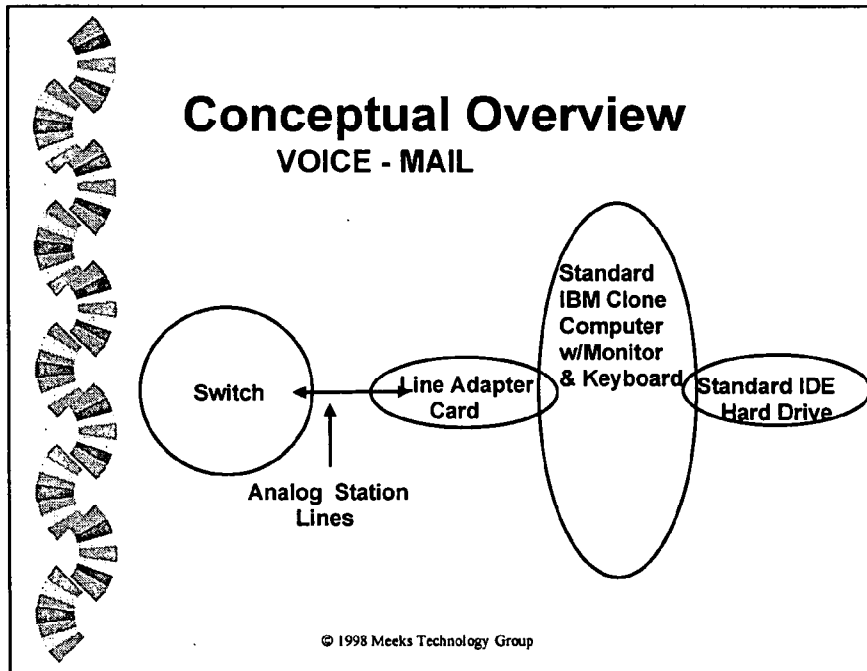 Conceptual Overview
VOICE - MAIL
Switch
Analog Station
Lines
Line Adapter
Card
Standard
IBM Clone
Computer
w/Monitor
& Keyboard
Standard IDE
Hard Drive
© 1998 Meeks Technology Group